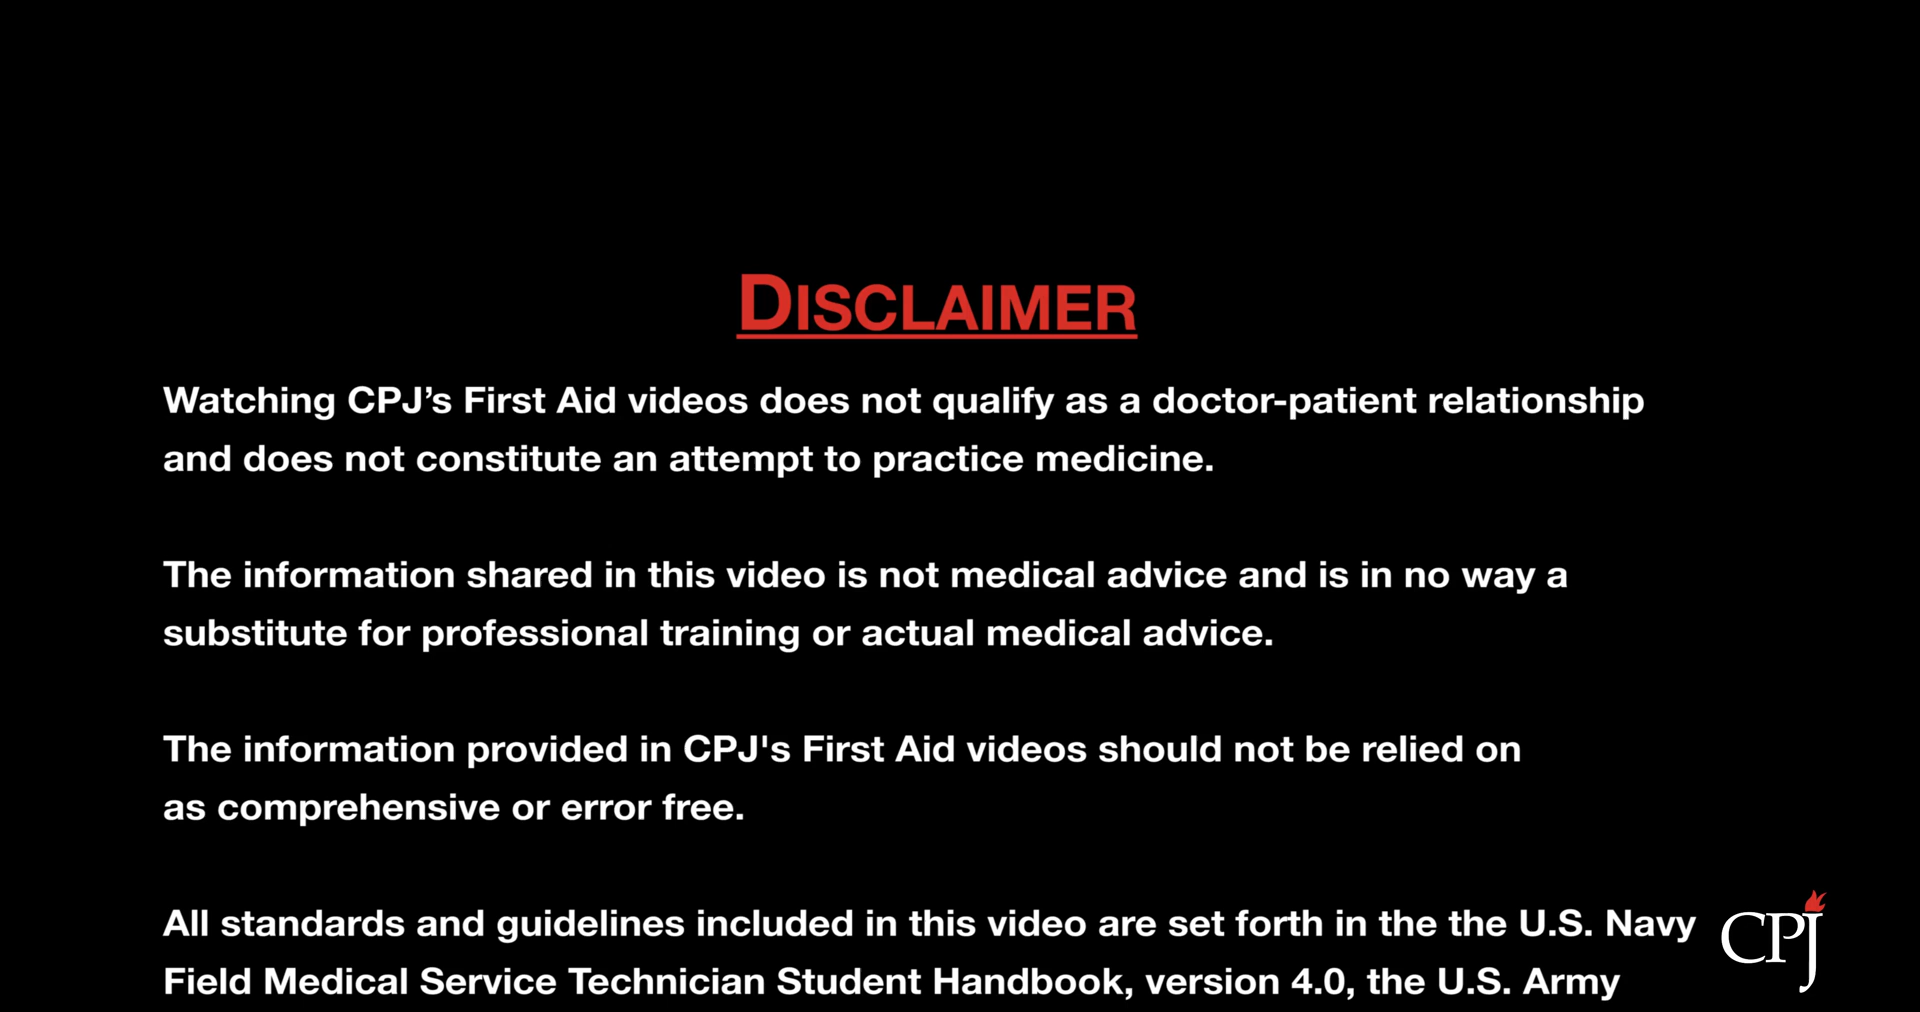 DISCLAIMER
Watching CPJ’s First Aid videos does not qualify as a doctor-patient relationship
and does not constitute an attempt to practice medicine.
The information shared in this video is not medical advice and is in no way a
substitute for professional training or actual medical advice.
The information provided in CPJ's First Aid videos should not be relied on
as comprehensive or error free.
All standards and guidelines included in this video are set forth in the the U.S. Navy
Field Medical Service Technician Student Handbook, version 4.0, the U.S. Army
CPJ